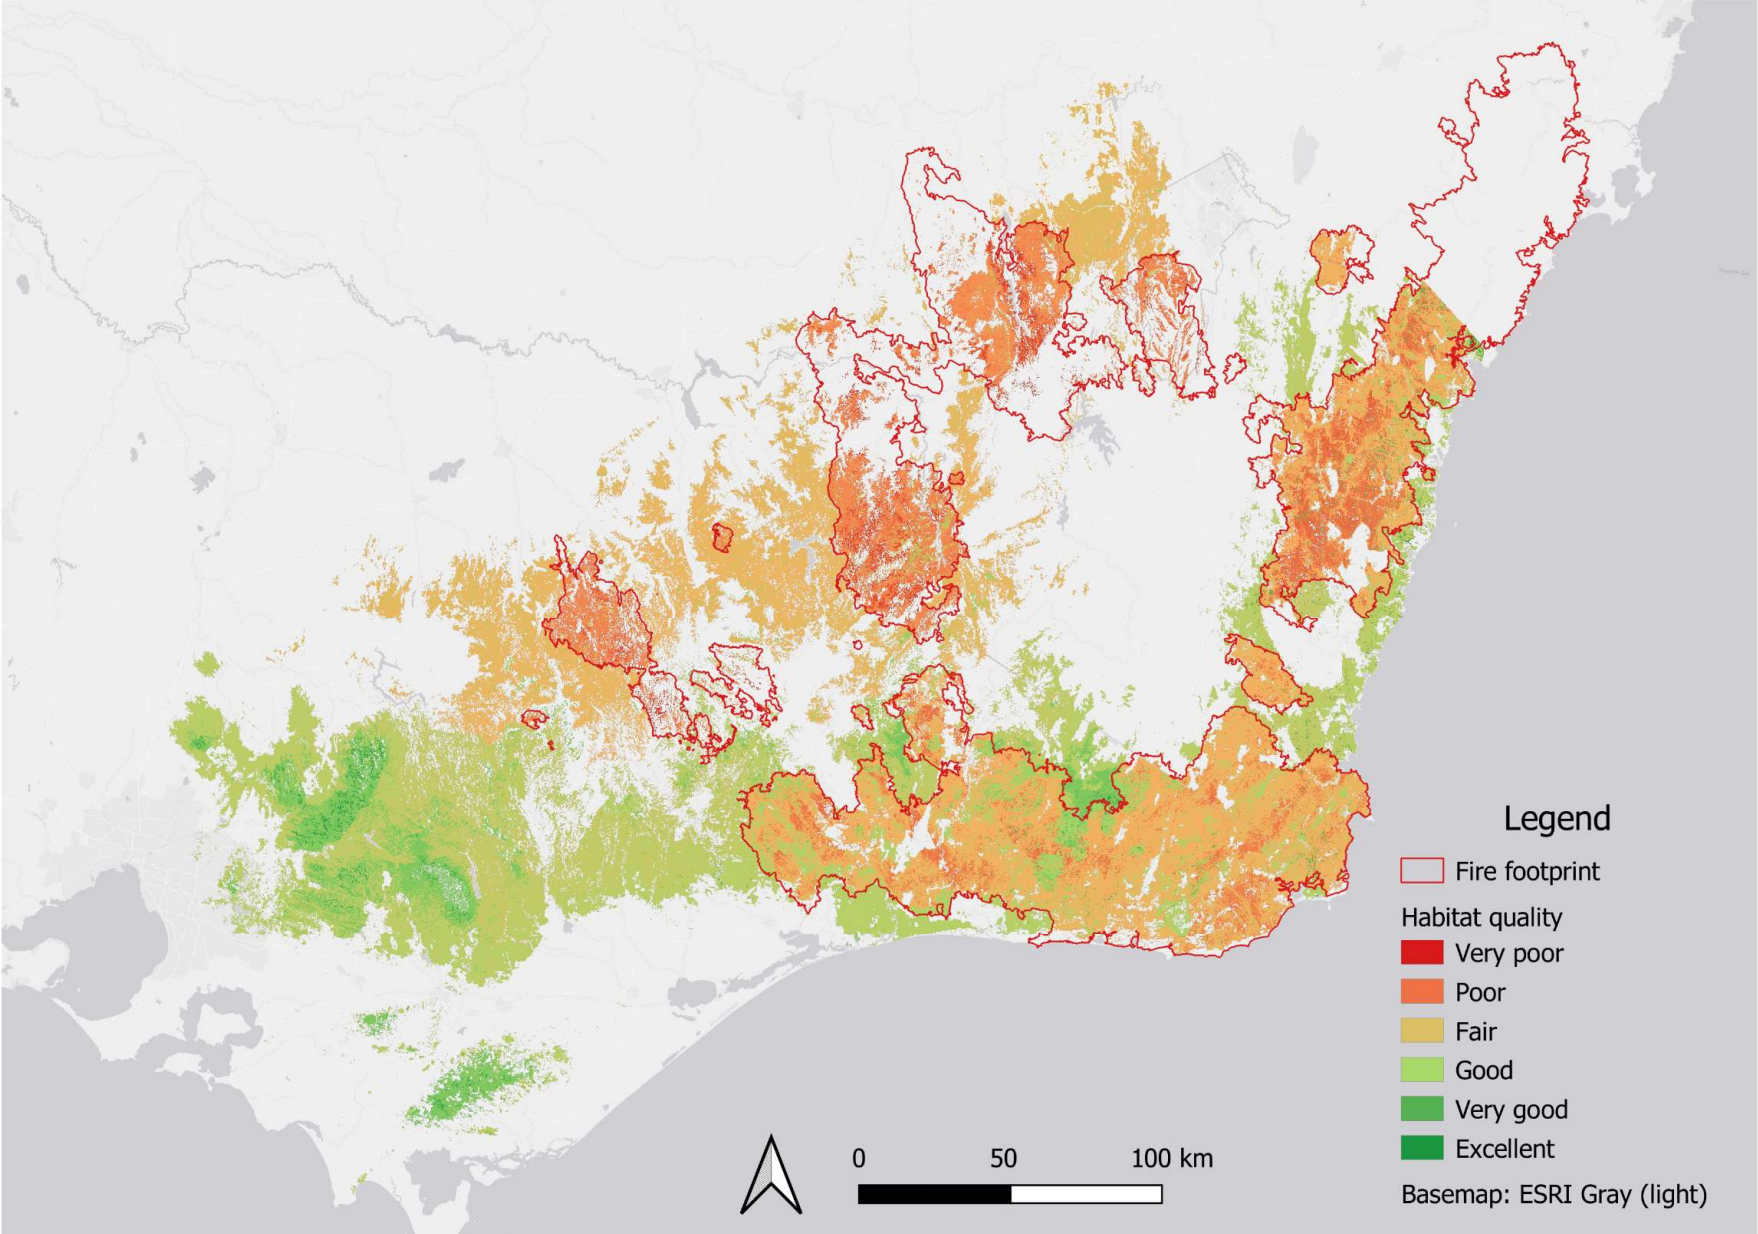 Legend
Fire footprint
Habitat quality
Very poor
Poor
Fair
Good
Very good
Excellent
Basemap: ESRI Gray (light)
0 50 100 km